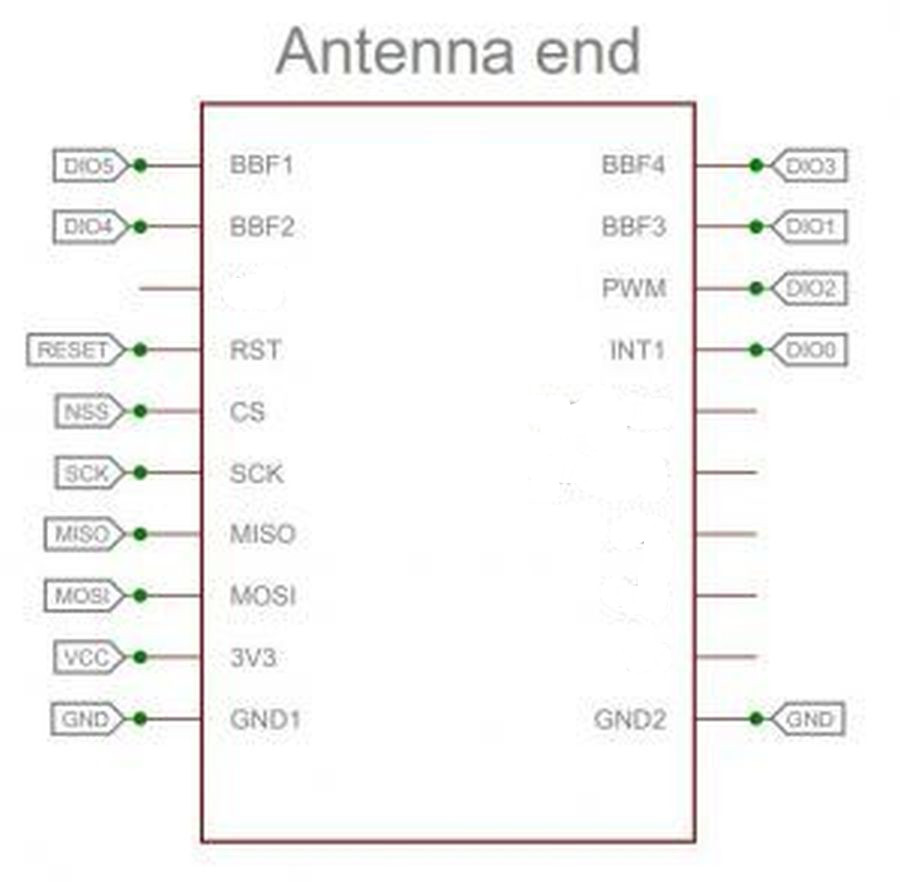 Antenna end
DIO5 BBF1 BBF4 DIO3
DIO4 BBF2 BBF3 DIO1
PWM DIO2
RESET RST INT1 DIO0
NSS CS
SCK SCK
MISO MISO
MOSI MOSI
VCC 3V3
GND GND1 GND2 GND